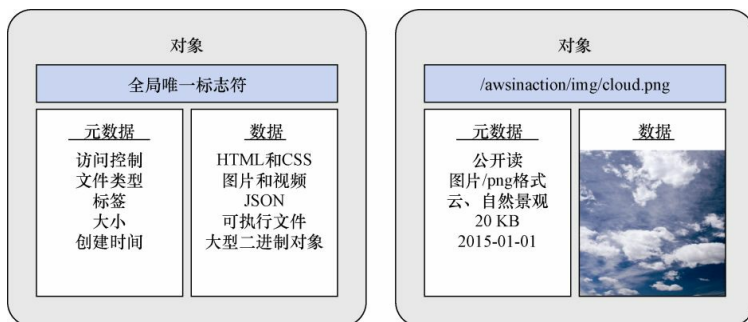 对象
全局唯一标志符
元数据
访问控制
文件类型
标签
大小
创建时间
数据
HTML和CSS
图片和视频
JSON
可执行文件
大型二进制对象
对象
/awsinaction/img/cloud.png
元数据
公开读
图片/png格式
云、自然景观
20 KB
2015-01-01
数据